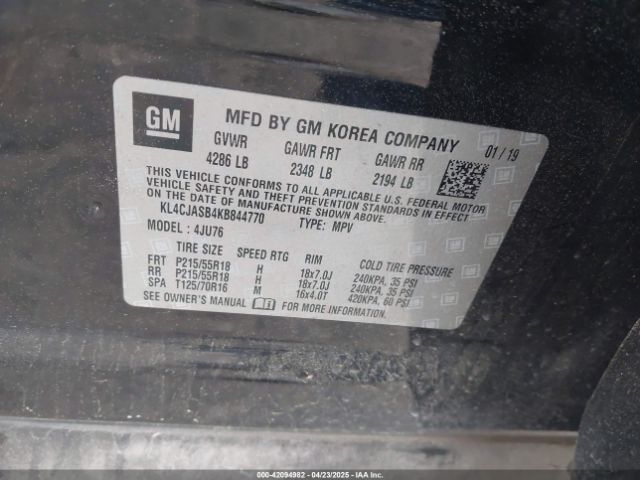 GM
MFD BY GM KOREA COMPANY
01/19
GVWR GAWR FRT GAWR RR
4286 LB 2348 LB 2194 LB
THIS VEHICLE CONFORMS TO ALL APPLICABLE U.S. FEDERAL MOTOR
VEHICLE SAFETY AND THEFT PREVENTION STANDARDS IN EFFECT
ON THE DATE OF MANUFACTURE SHOWN ABOVE.
KL4CJASB4KB844770 TYPE: MPV
MODEL: 4JU76
TIRE SIZE SPEED RTG RIM COLD TIRE PRESSURE
FRT P215/55R18 H 18x7.0J 240KPA, 35 PSI
RR P215/55R18 H 18x7.0J 240KPA, 35 PSI
SPA T125/70R16 M 16x4.0T 420KPA, 60 PSI
SEE OWNER'S MANUAL FOR MORE INFORMATION.
000-42094982 - 04/23/2025 - IAAI.COM